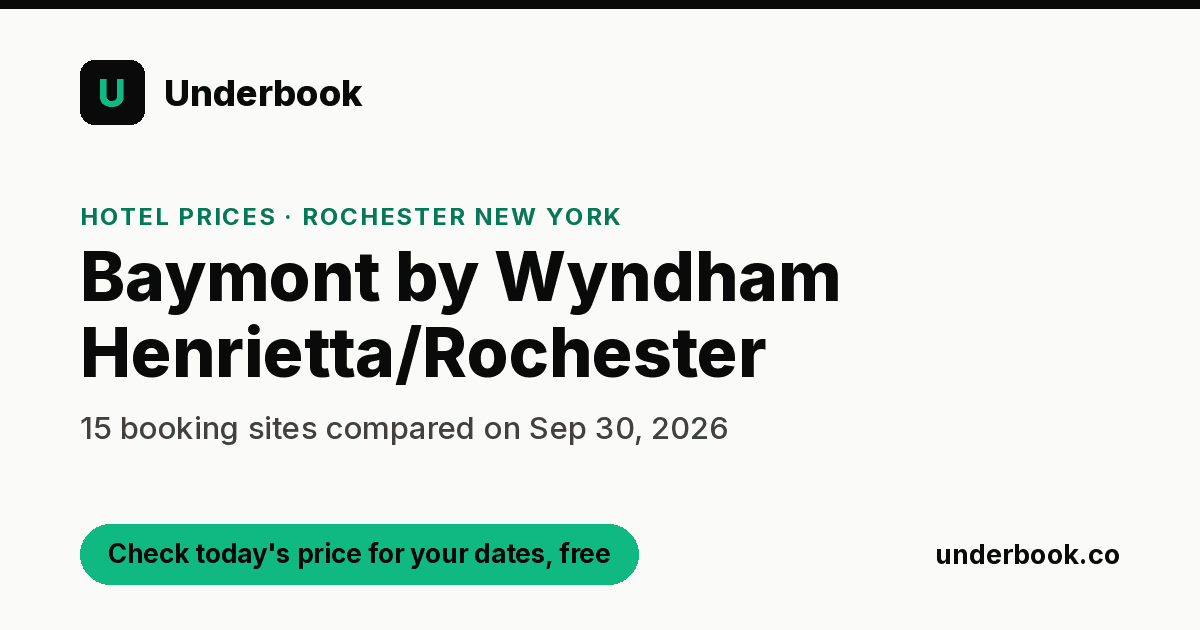 U
Underbook
HOTEL PRICES · ROCHESTER NEW YORK
Baymont by Wyndham
Henrietta/Rochester
15 booking sites compared on Sep 30, 2026
Check today's price for your dates, free
underbook.co